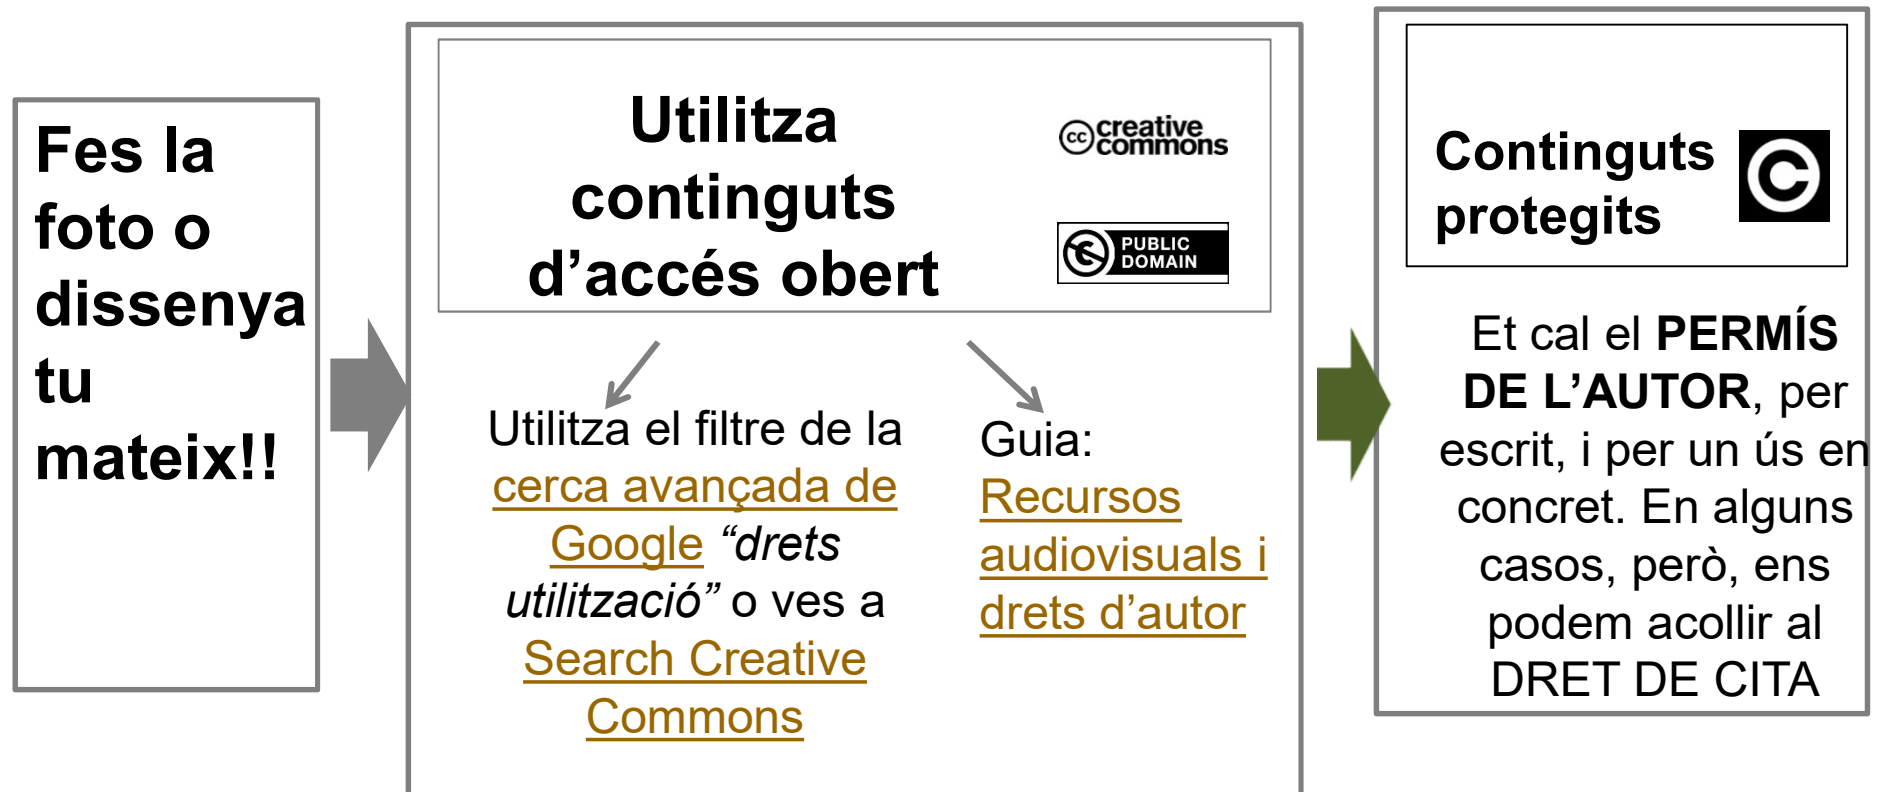 Fes la
foto o
dissenya
tu
mateix!!
Utilitza
continguts
d’accés obert
cc creative
commons
PUBLIC
DOMAIN
Utilitza el filtre de la
cerca avançada de
Google “drets
utilització” o ves a
Search Creative
Commons
Guia:
Recursos
audiovisuals i
drets d’autor
Continguts
protegits
C
Et cal el PERMÍS
DE L’AUTOR, per
escrit, i per un ús en
concret. En alguns
casos, però, ens
podem acollir al
DRET DE CITA